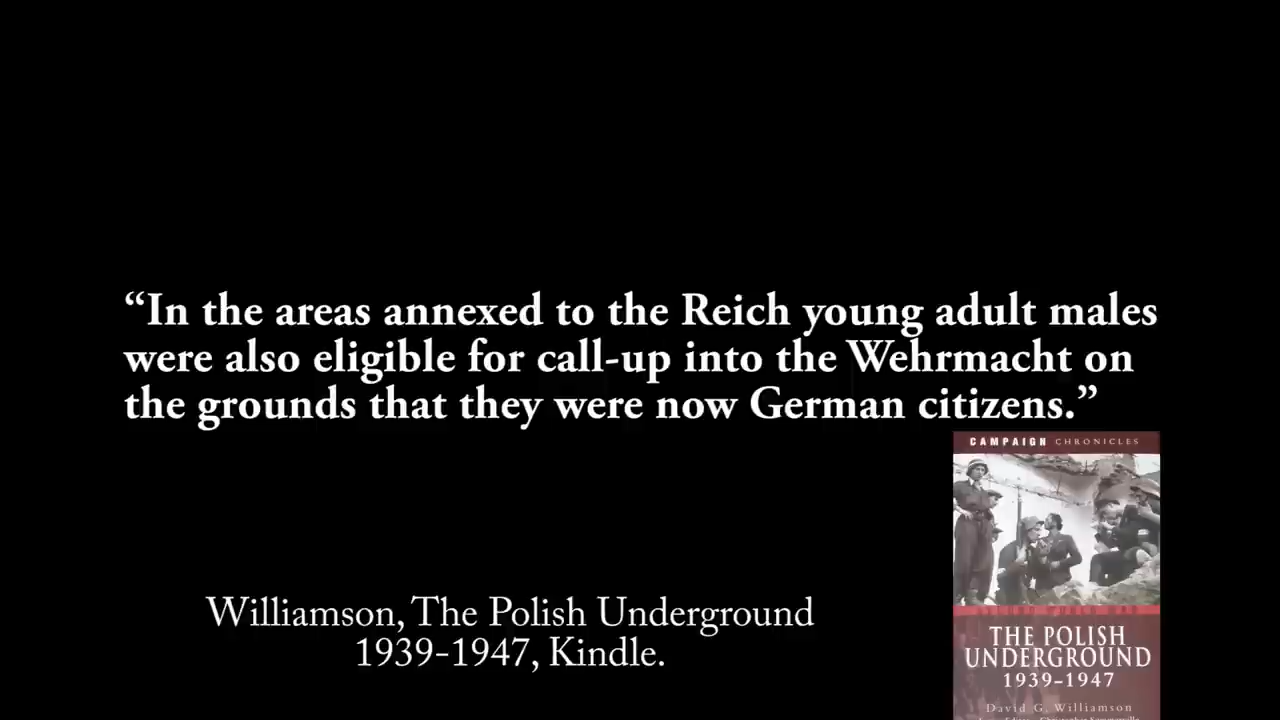 “In the areas annexed to the Reich young adult males
were also eligible for call-up into the Wehrmacht on
the grounds that they were now German citizens.”
CAMPAIGN CHRONICLES
THE POLISH
UNDERGROUND
1939-1947
David G. Williamson
Williamson, The Polish Underground
1939-1947, Kindle.